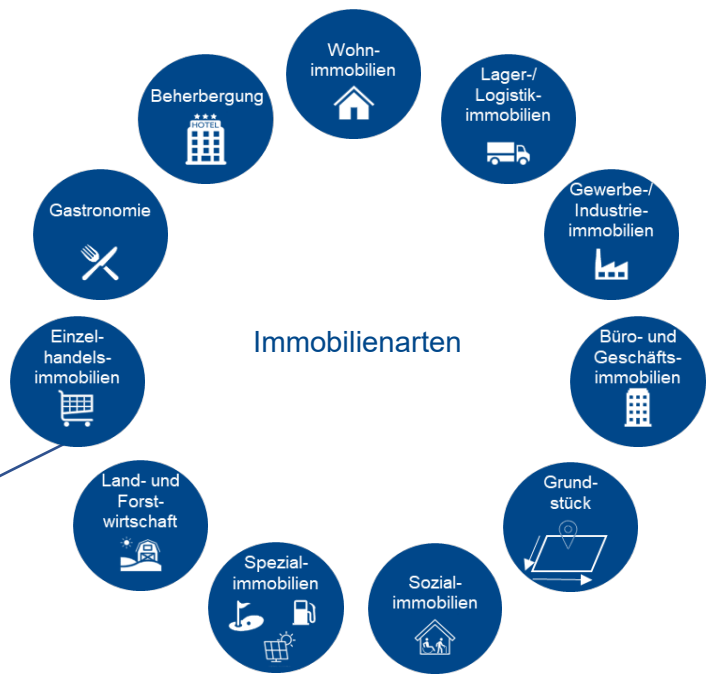 Wohn-
immobilien
Lager-/
Logistik-
immobilien
Gewerbe-/
Industrie-
immobilien
Büro- und
Geschäfts-
immobilien
Grund-
stück
Sozial-
immobilien
Spezial-
immobilien
Land- und
Forst-
wirtschaft
Einzel-
handels-
immobilien
Gastronomie
Beherbergung
HOTEL
Immobilienarten